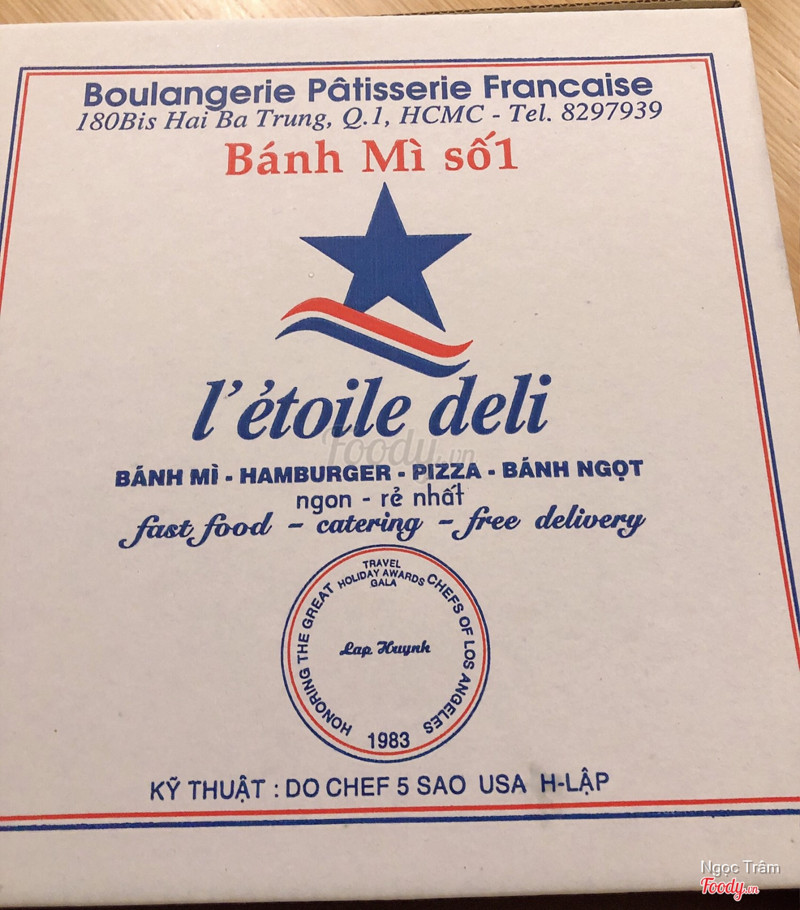 Boulangerie Pâtisserie Francaise
180Bis Hai Ba Trung, Q.1, HCMC - Tel. 8297939
Bánh Mì số1
l'ẻtoile deli
Foody.vn
BÁNH MÌ - HAMBURGER - PIZZA - BÁNH NGỌT
ngon - rẻ nhất
fast food - catering - free delivery
TRAVEL
HOLIDAY AWARDS
GALA
HONORING THE GREAT CHEFS OF LOS ANGELES
Lap Huynh
1983
KỸ THUẬT : DO CHEF 5 SAO USA H-LẬP
Ngọc Trâm
Foody.vn